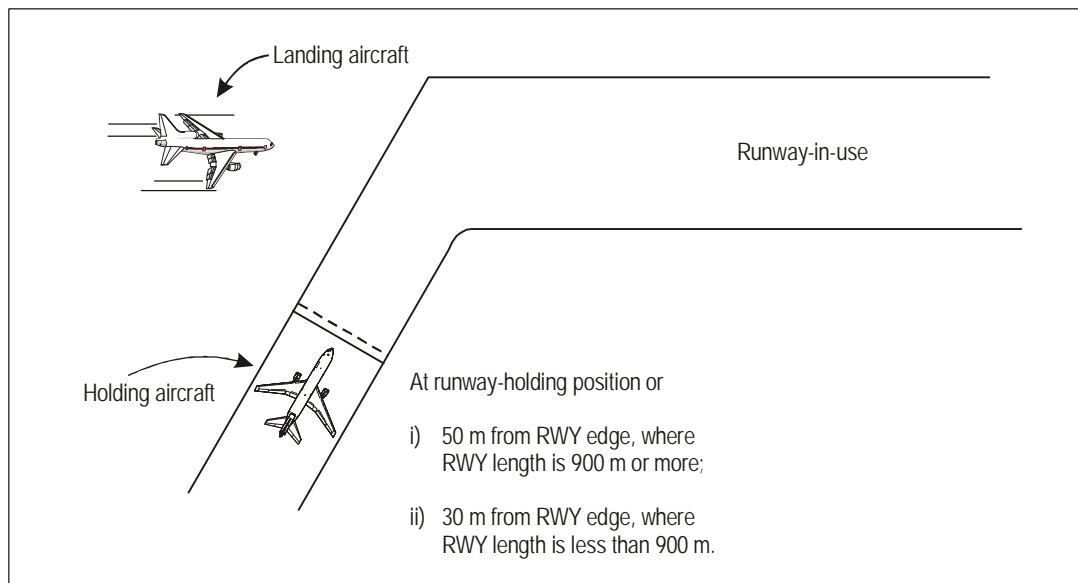 Landing aircraft
Runway-in-use
Holding aircraft
At runway-holding position or
i) 50 m from RWY edge, where
RWY length is 900 m or more;
ii) 30 m from RWY edge, where
RWY length is less than 900 m.